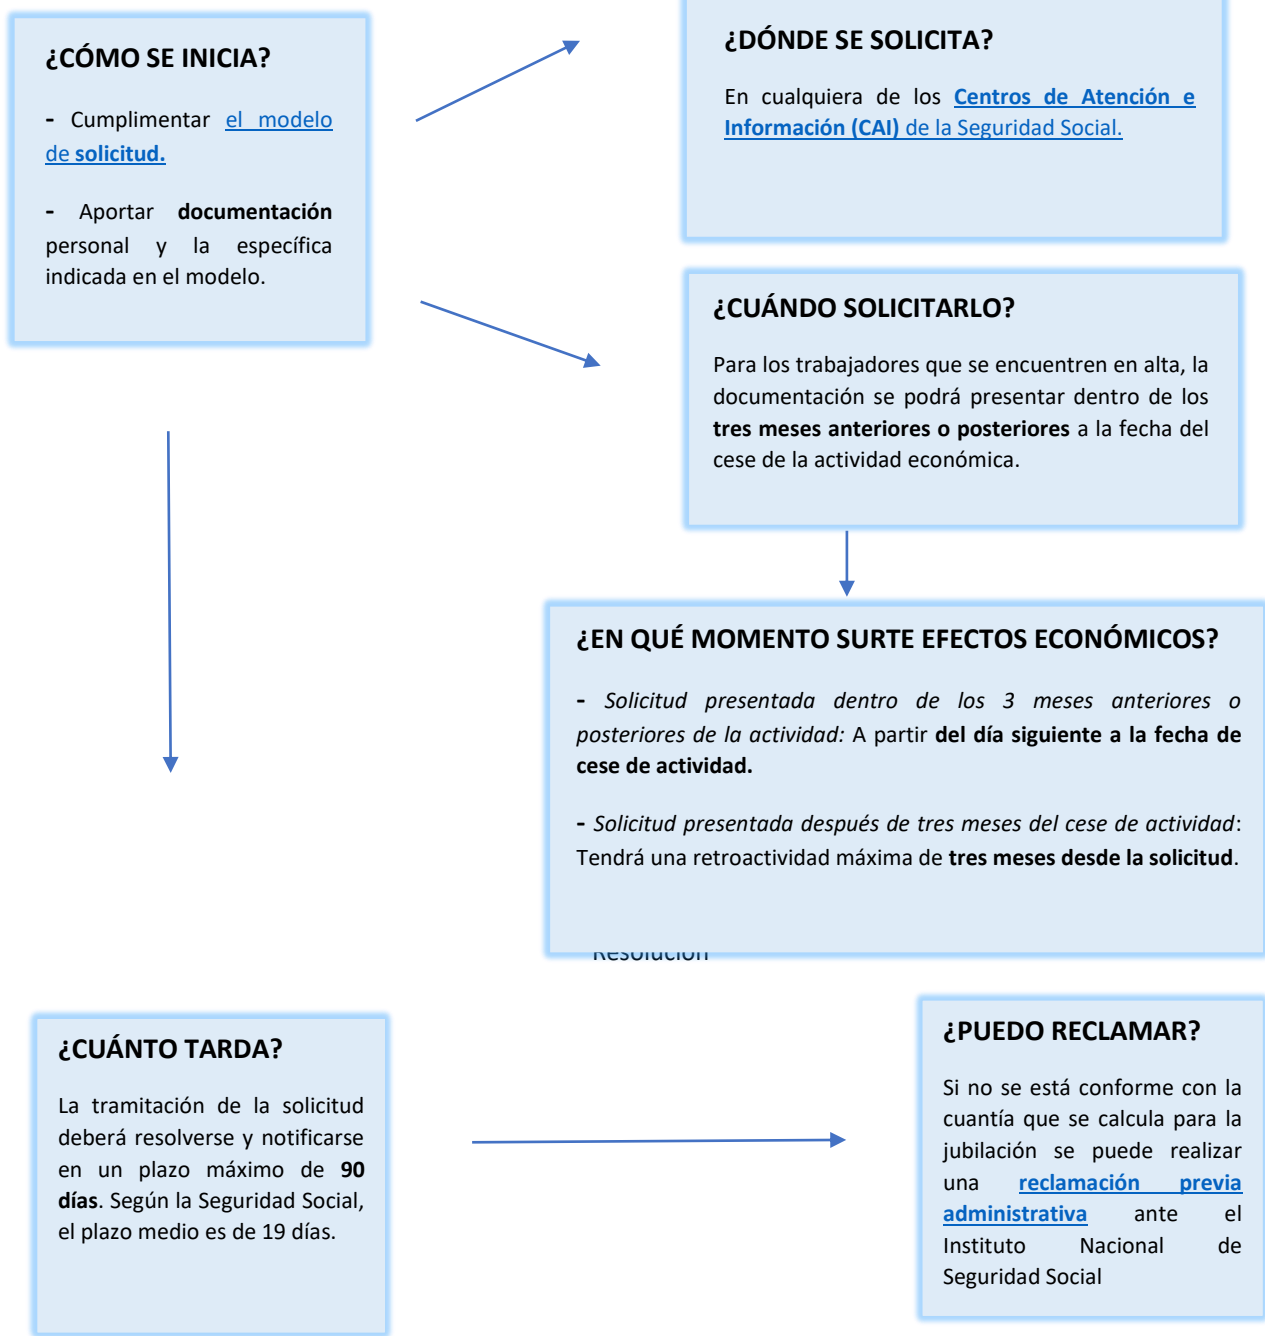 ¿CÓMO SE INICIA?
- Cumplimentar el modelo
de solicitud.
- Aportar documentación
personal y la específica
indicada en el modelo.
¿DÓNDE SE SOLICITA?
En cualquiera de los Centros de Atención e
Información (CAI) de la Seguridad Social.
¿CUÁNDO SOLICITARLO?
Para los trabajadores que se encuentren en alta, la
documentación se podrá presentar dentro de los
tres meses anteriores o posteriores a la fecha del
cese de la actividad económica.
¿EN QUÉ MOMENTO SURTE EFECTOS ECONÓMICOS?
- Solicitud presentada dentro de los 3 meses anteriores o
posteriores de la actividad: A partir del día siguiente a la fecha de
cese de actividad.
- Solicitud presentada después de tres meses del cese de actividad:
Tendrá una retroactividad máxima de tres meses desde la solicitud.
Resolución
¿CUÁNTO TARDA?
La tramitación de la solicitud
deberá resolverse y notificarse
en un plazo máximo de 90
días. Según la Seguridad Social,
el plazo medio es de 19 días.
¿PUEDO RECLAMAR?
Si no se está conforme con la
cuantía que se calcula para la
jubilación se puede realizar
una reclamación previa
administrativa ante el
Instituto Nacional de
Seguridad Social